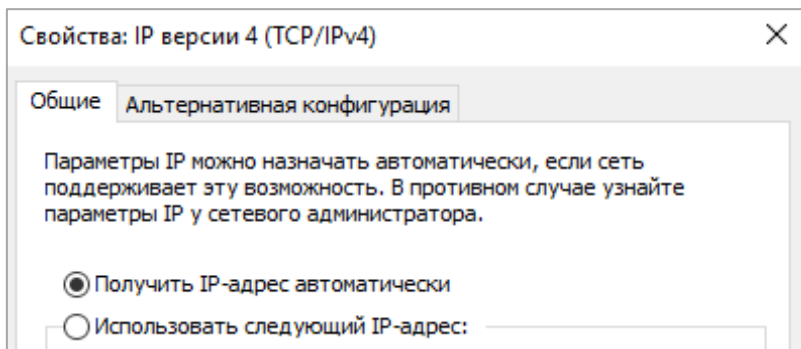 Свойства: IP версии 4 (TCP/IPv4)
Общие Альтернативная конфигурация
Параметры IP можно назначать автоматически, если сеть
поддерживает эту возможность. В противном случае узнайте
параметры IP у сетевого администратора.
Получить IP-адрес автоматически
Использовать следующий IP-адрес: